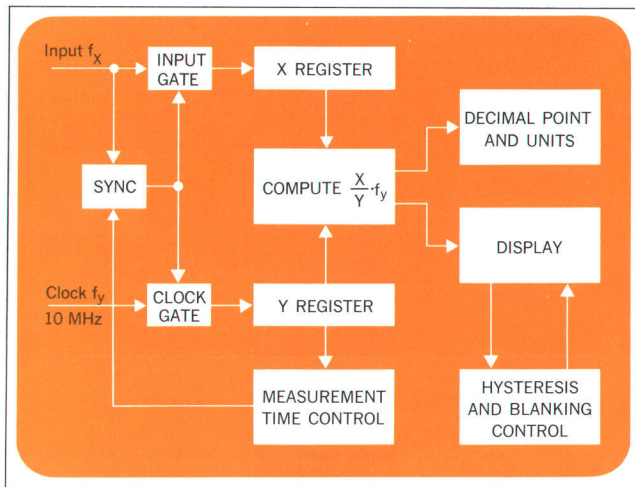 Input fx
INPUT
GATE
X REGISTER
DECIMAL POINT
AND UNITS
SYNC
COMPUTE X/Y·fy
DISPLAY
Clock fy
10 MHz
CLOCK
GATE
Y REGISTER
MEASUREMENT
TIME CONTROL
HYSTERESIS
AND BLANKING
CONTROL